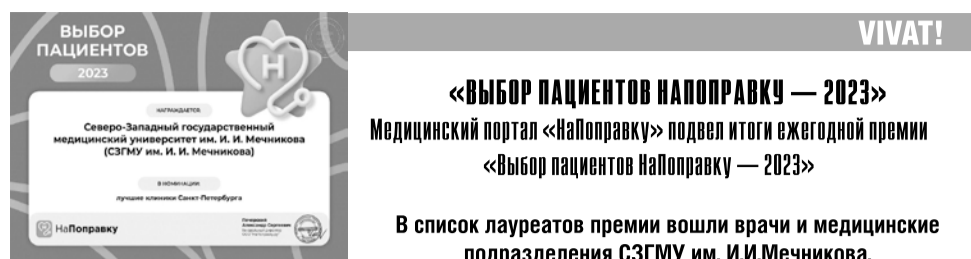 ВЫБОР
ПАЦИЕНТОВ
2023
Н
НАГРАЖДАЕТСЯ:
Северо-Западный государственный
медицинский университет им. И. И. Мечникова
(СЗГМУ им. И. И. Мечникова)
В НОМИНАЦИИ:
лучшие клиники Санкт-Петербурга
НаПоправку
VIVAT!
«ВЫБОР ПАЦИЕНТОВ НАПОПРАВКУ — 2023»
Медицинский портал «НаПоправку» подвел итоги ежегодной премии
«Выбор пациентов НаПоправку — 2023»
В список лауреатов премии вошли врачи и медицинские
подразделения СЗГМУ им. И.И.Мечникова.